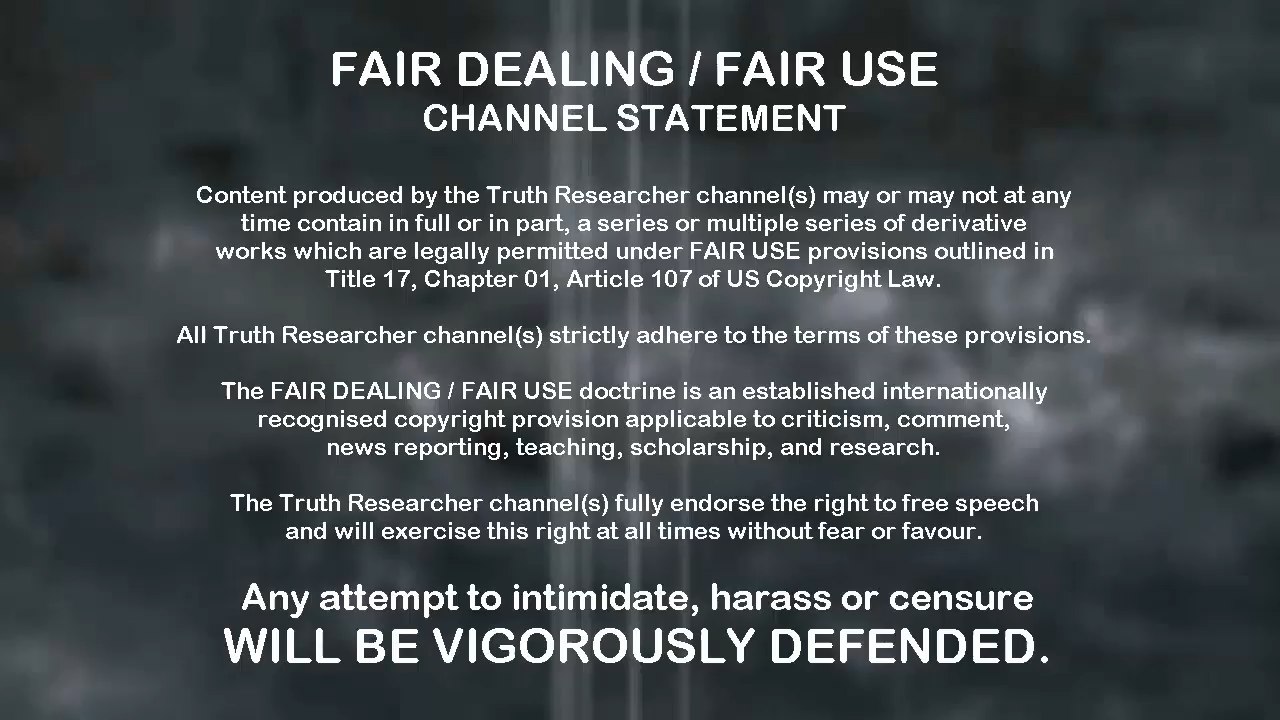 FAIR DEALING / FAIR USE
CHANNEL STATEMENT
Content produced by the Truth Researcher channel(s) may or may not at any
time contain in full or in part, a series or multiple series of derivative
works which are legally permitted under FAIR USE provisions outlined in
Title 17, Chapter 01, Article 107 of US Copyright Law.
All Truth Researcher channel(s) strictly adhere to the terms of these provisions.
The FAIR DEALING / FAIR USE doctrine is an established internationally
recognised copyright provision applicable to criticism, comment,
news reporting, teaching, scholarship, and research.
The Truth Researcher channel(s) fully endorse the right to free speech
and will exercise this right at all times without fear or favour.
Any attempt to intimidate, harass or censure
WILL BE VIGOROUSLY DEFENDED.